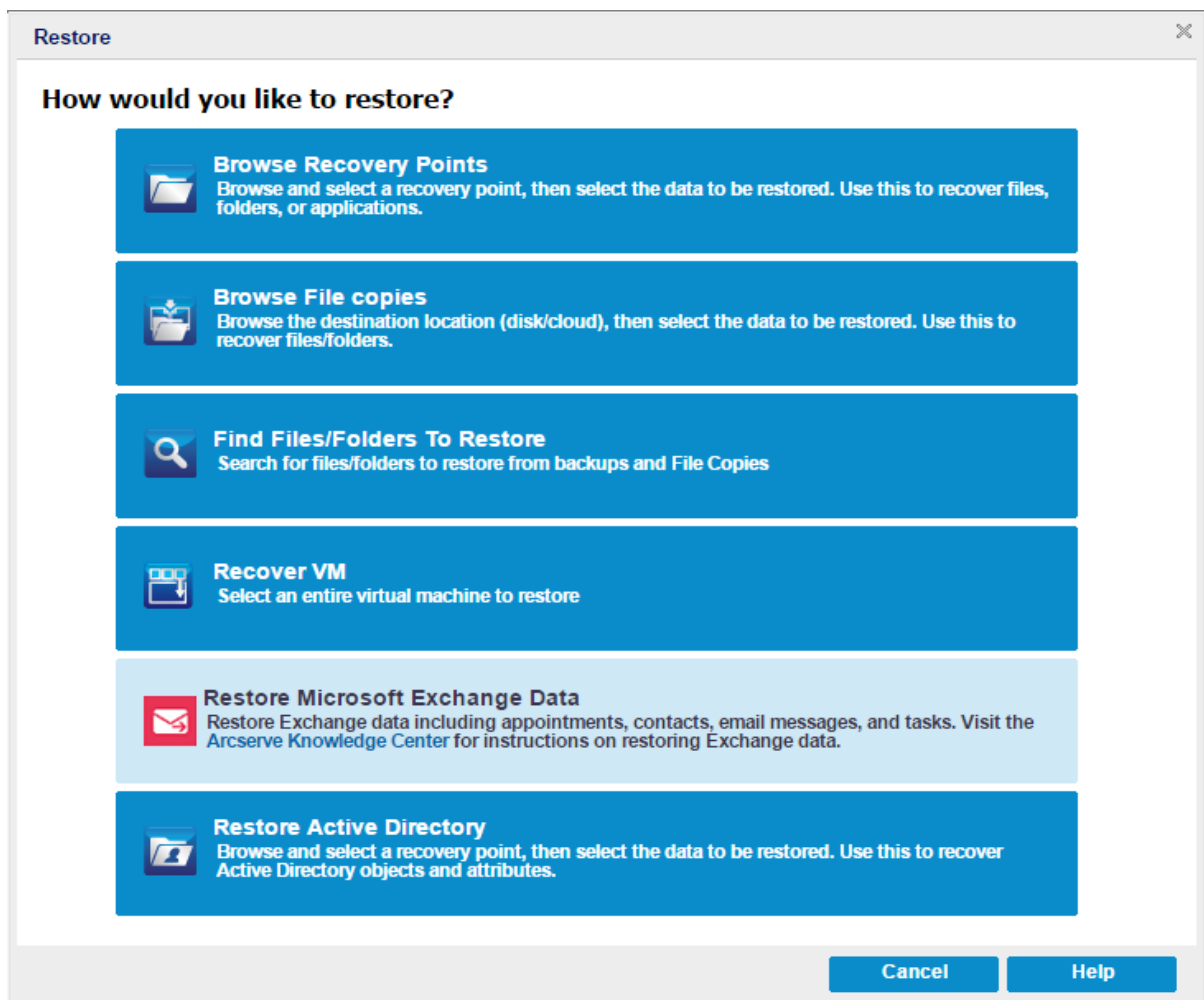 Restore
How would you like to restore?
Browse Recovery Points
Browse and select a recovery point, then select the data to be restored. Use this to recover files,
folders, or applications.
Browse File copies
Browse the destination location (disk/cloud), then select the data to be restored. Use this to
recover files/folders.
Find Files/Folders To Restore
Search for files/folders to restore from backups and File Copies
Recover VM
Select an entire virtual machine to restore
Restore Microsoft Exchange Data
Restore Exchange data including appointments, contacts, email messages, and tasks. Visit the
Arcserve Knowledge Center for instructions on restoring Exchange data.
Restore Active Directory
Browse and select a recovery point, then select the data to be restored. Use this to recover
Active Directory objects and attributes.
Cancel Help